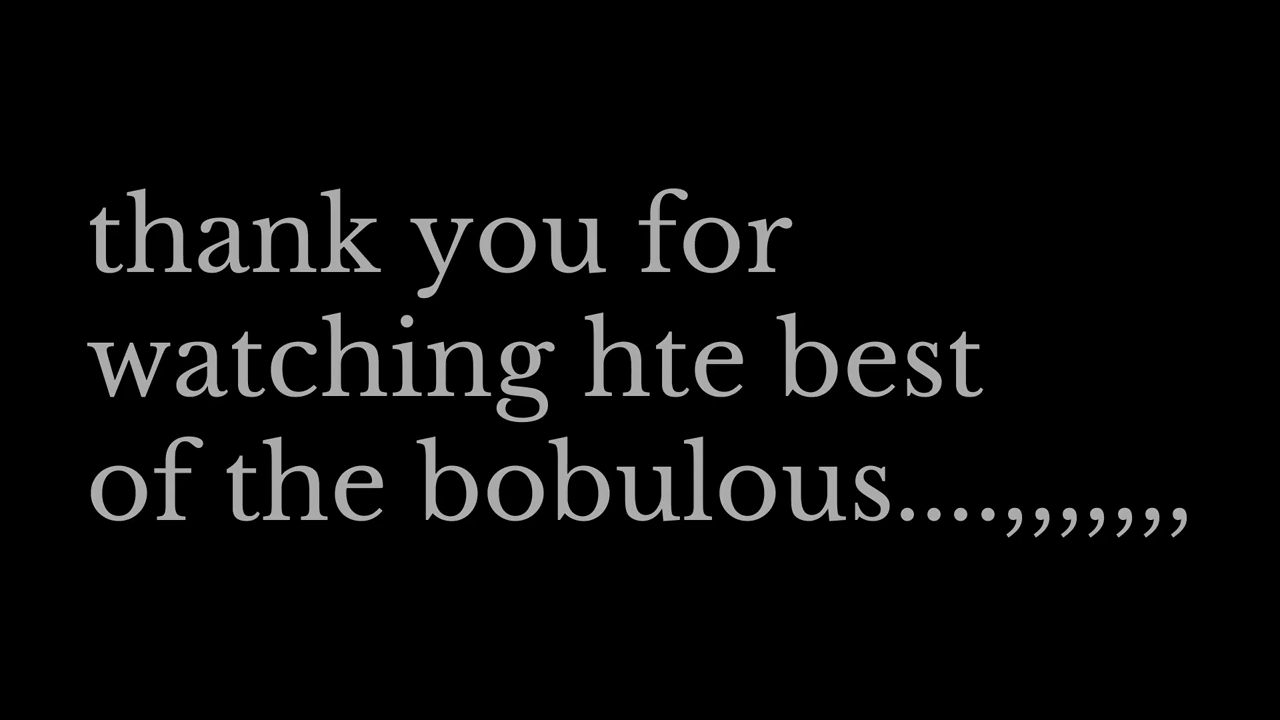 thank you for
watching hte best
of the bobulous....,,,,,,,